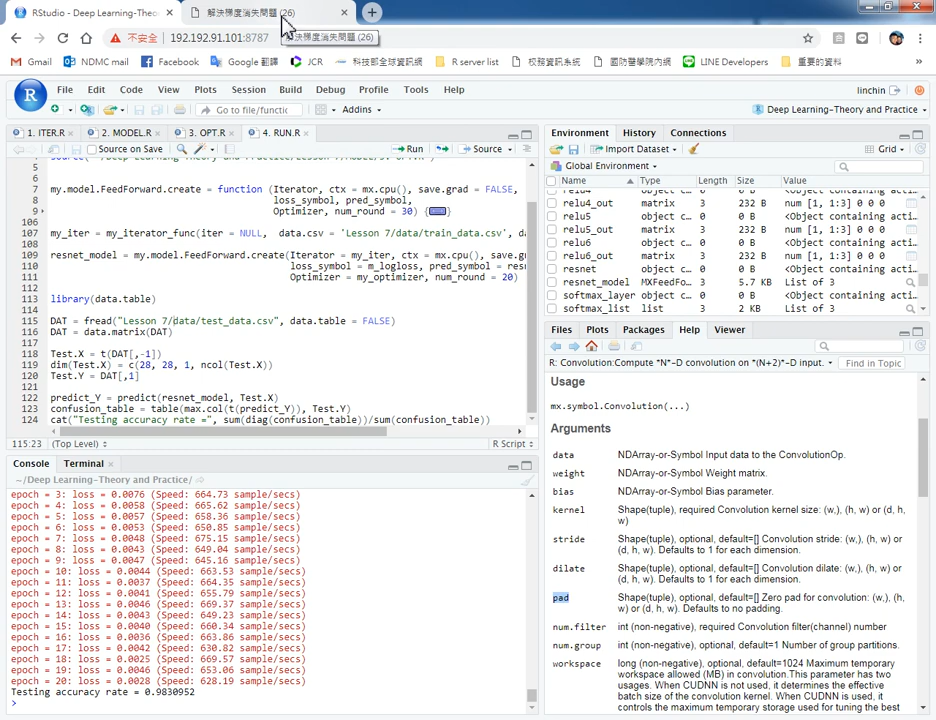 RStudio - Deep Learning-Theo
解決梯度消失問題 (26)
不安全
192.192.91.101:8787
解決梯度消失問題 (26)
Gmail
NDMC mail
Facebook
Google 翻譯
JCR
科技部全球資訊網
R server list
校務資訊系統
國防醫學院內網
LINE Developers
重要的資料
File Edit Code View Plots Session Build Debug Profile Tools Help
linchin
Go to file/functic
Addins
Deep Learning-Theory and Practice
1. ITER.R
2. MODEL.R
3. OPT.R
4. RUN.R
Source on Save
Run
Source
5
6
7 my.model.FeedForward.create = function (Iterator, ctx = mx.cpu(), save.grad = FALSE,
8 loss_symbol, pred_symbol,
9 Optimizer, num_round = 30) {
106
107 my_iter = my_iterator_func(iter = NULL, data.csv = 'Lesson 7/data/train_data.csv', da
108
109 resnet_model = my.model.FeedForward.create(Iterator = my_iter, ctx = mx.cpu(), save.g
110 loss_symbol = m_logloss, pred_symbol = resn
111 Optimizer = my_optimizer, num_round = 20)
112
113 library(data.table)
114
115 DAT = fread("Lesson 7/data/test_data.csv", data.table = FALSE)
116 DAT = data.matrix(DAT)
117
118 Test.X = t(DAT[,-1])
119 dim(Test.X) = c(28, 28, 1, ncol(Test.X))
120 Test.Y = DAT[,1]
121
122 predict_Y = predict(resnet_model, Test.X)
123 confusion_table = table(max.col(t(predict_Y)), Test.Y)
124 cat("Testing accuracy rate =", sum(diag(confusion_table))/sum(confusion_table))
115:23 (Top Level)
R Script
Console
Terminal
~/Deep Learning-Theory and Practice/
epoch = 3: loss = 0.0076 (Speed: 664.73 sample/secs)
epoch = 4: loss = 0.0058 (Speed: 665.62 sample/secs)
epoch = 5: loss = 0.0057 (Speed: 658.36 sample/secs)
epoch = 6: loss = 0.0053 (Speed: 650.85 sample/secs)
epoch = 7: loss = 0.0048 (Speed: 675.15 sample/secs)
epoch = 8: loss = 0.0043 (Speed: 649.04 sample/secs)
epoch = 9: loss = 0.0047 (Speed: 645.16 sample/secs)
epoch = 10: loss = 0.0044 (Speed: 663.53 sample/secs)
epoch = 11: loss = 0.0037 (Speed: 664.35 sample/secs)
epoch = 12: loss = 0.0041 (Speed: 655.79 sample/secs)
epoch = 13: loss = 0.0046 (Speed: 669.37 sample/secs)
epoch = 14: loss = 0.0043 (Speed: 649.23 sample/secs)
epoch = 15: loss = 0.0040 (Speed: 660.34 sample/secs)
epoch = 16: loss = 0.0036 (Speed: 663.86 sample/secs)
epoch = 17: loss = 0.0042 (Speed: 630.82 sample/secs)
epoch = 18: loss = 0.0025 (Speed: 669.57 sample/secs)
epoch = 19: loss = 0.0046 (Speed: 653.06 sample/secs)
epoch = 20: loss = 0.0028 (Speed: 628.19 sample/secs)
Testing accuracy rate = 0.9830952
>
Environment
History
Connections
Import Dataset
Grid
Global Environment
Name Type Length Size Value
relu4 object c… 0 0 B <Object containing acti…
relu4_out matrix 3 232 B num [1, 1:3] 0 0 0
relu5 object c… 0 0 B <Object containing acti…
relu5_out matrix 3 232 B num [1, 1:3] 0 0 0
relu6 object c… 0 0 B <Object containing acti…
relu6_out matrix 3 232 B num [1, 1:3] 0 0 0
resnet object c… 0 0 B <Object containing acti…
resnet_model MXFeedFo… 3 5.7 KB List of 3
softmax_layer object c… 0 0 B <Object containing acti…
softmax_list list 3 2 KB List of 3
Files
Plots
Packages
Help
Viewer
R: Convolution:Compute *N*-D convolution on *(N+2)*-D input.
Find in Topic
Usage
mx.symbol.Convolution(...)
Arguments
data NDArray-or-Symbol Input data to the ConvolutionOp.
weight NDArray-or-Symbol Weight matrix.
bias NDArray-or-Symbol Bias parameter.
kernel Shape(tuple), required Convolution kernel size: (w,), (h, w) or (d, h,
w)
stride Shape(tuple), optional, default=[] Convolution stride: (w,), (h, w) or
(d, h, w). Defaults to 1 for each dimension.
dilate Shape(tuple), optional, default=[] Convolution dilate: (w,), (h, w) or
(d, h, w). Defaults to 1 for each dimension.
pad Shape(tuple), optional, default=[] Zero pad for convolution: (w,), (h,
w) or (d, h, w). Defaults to no padding.
num.filter int (non-negative), required Convolution filter(channel) number
num.group int (non-negative), optional, default=1 Number of group partitions.
workspace long (non-negative), optional, default=1024 Maximum temporary
workspace allowed (MB) in convolution.This parameter has two
usages. When CUDNN is not used, it determines the effective
batch size of the convolution kernel. When CUDNN is used, it
controls the maximum temporary storage used for tuning the best